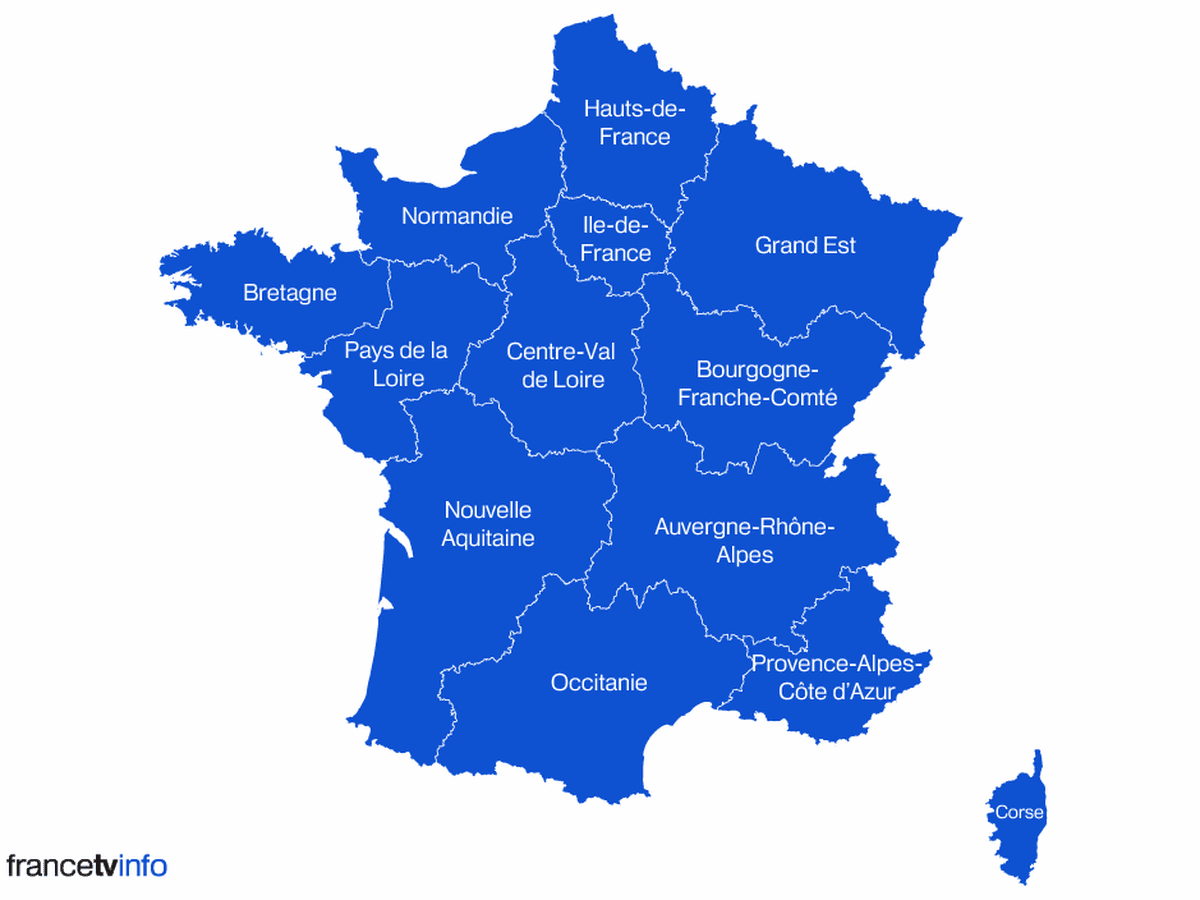 Hauts-de-
France
Normandie
Ile-de-
France
Grand Est
Bretagne
Pays de la
Loire
Centre-Val
de Loire
Bourgogne-
Franche-Comté
Nouvelle
Aquitaine
Auvergne-Rhône-
Alpes
Occitanie
Provence-Alpes-
Côte d'Azur
Corse
francetvinfo